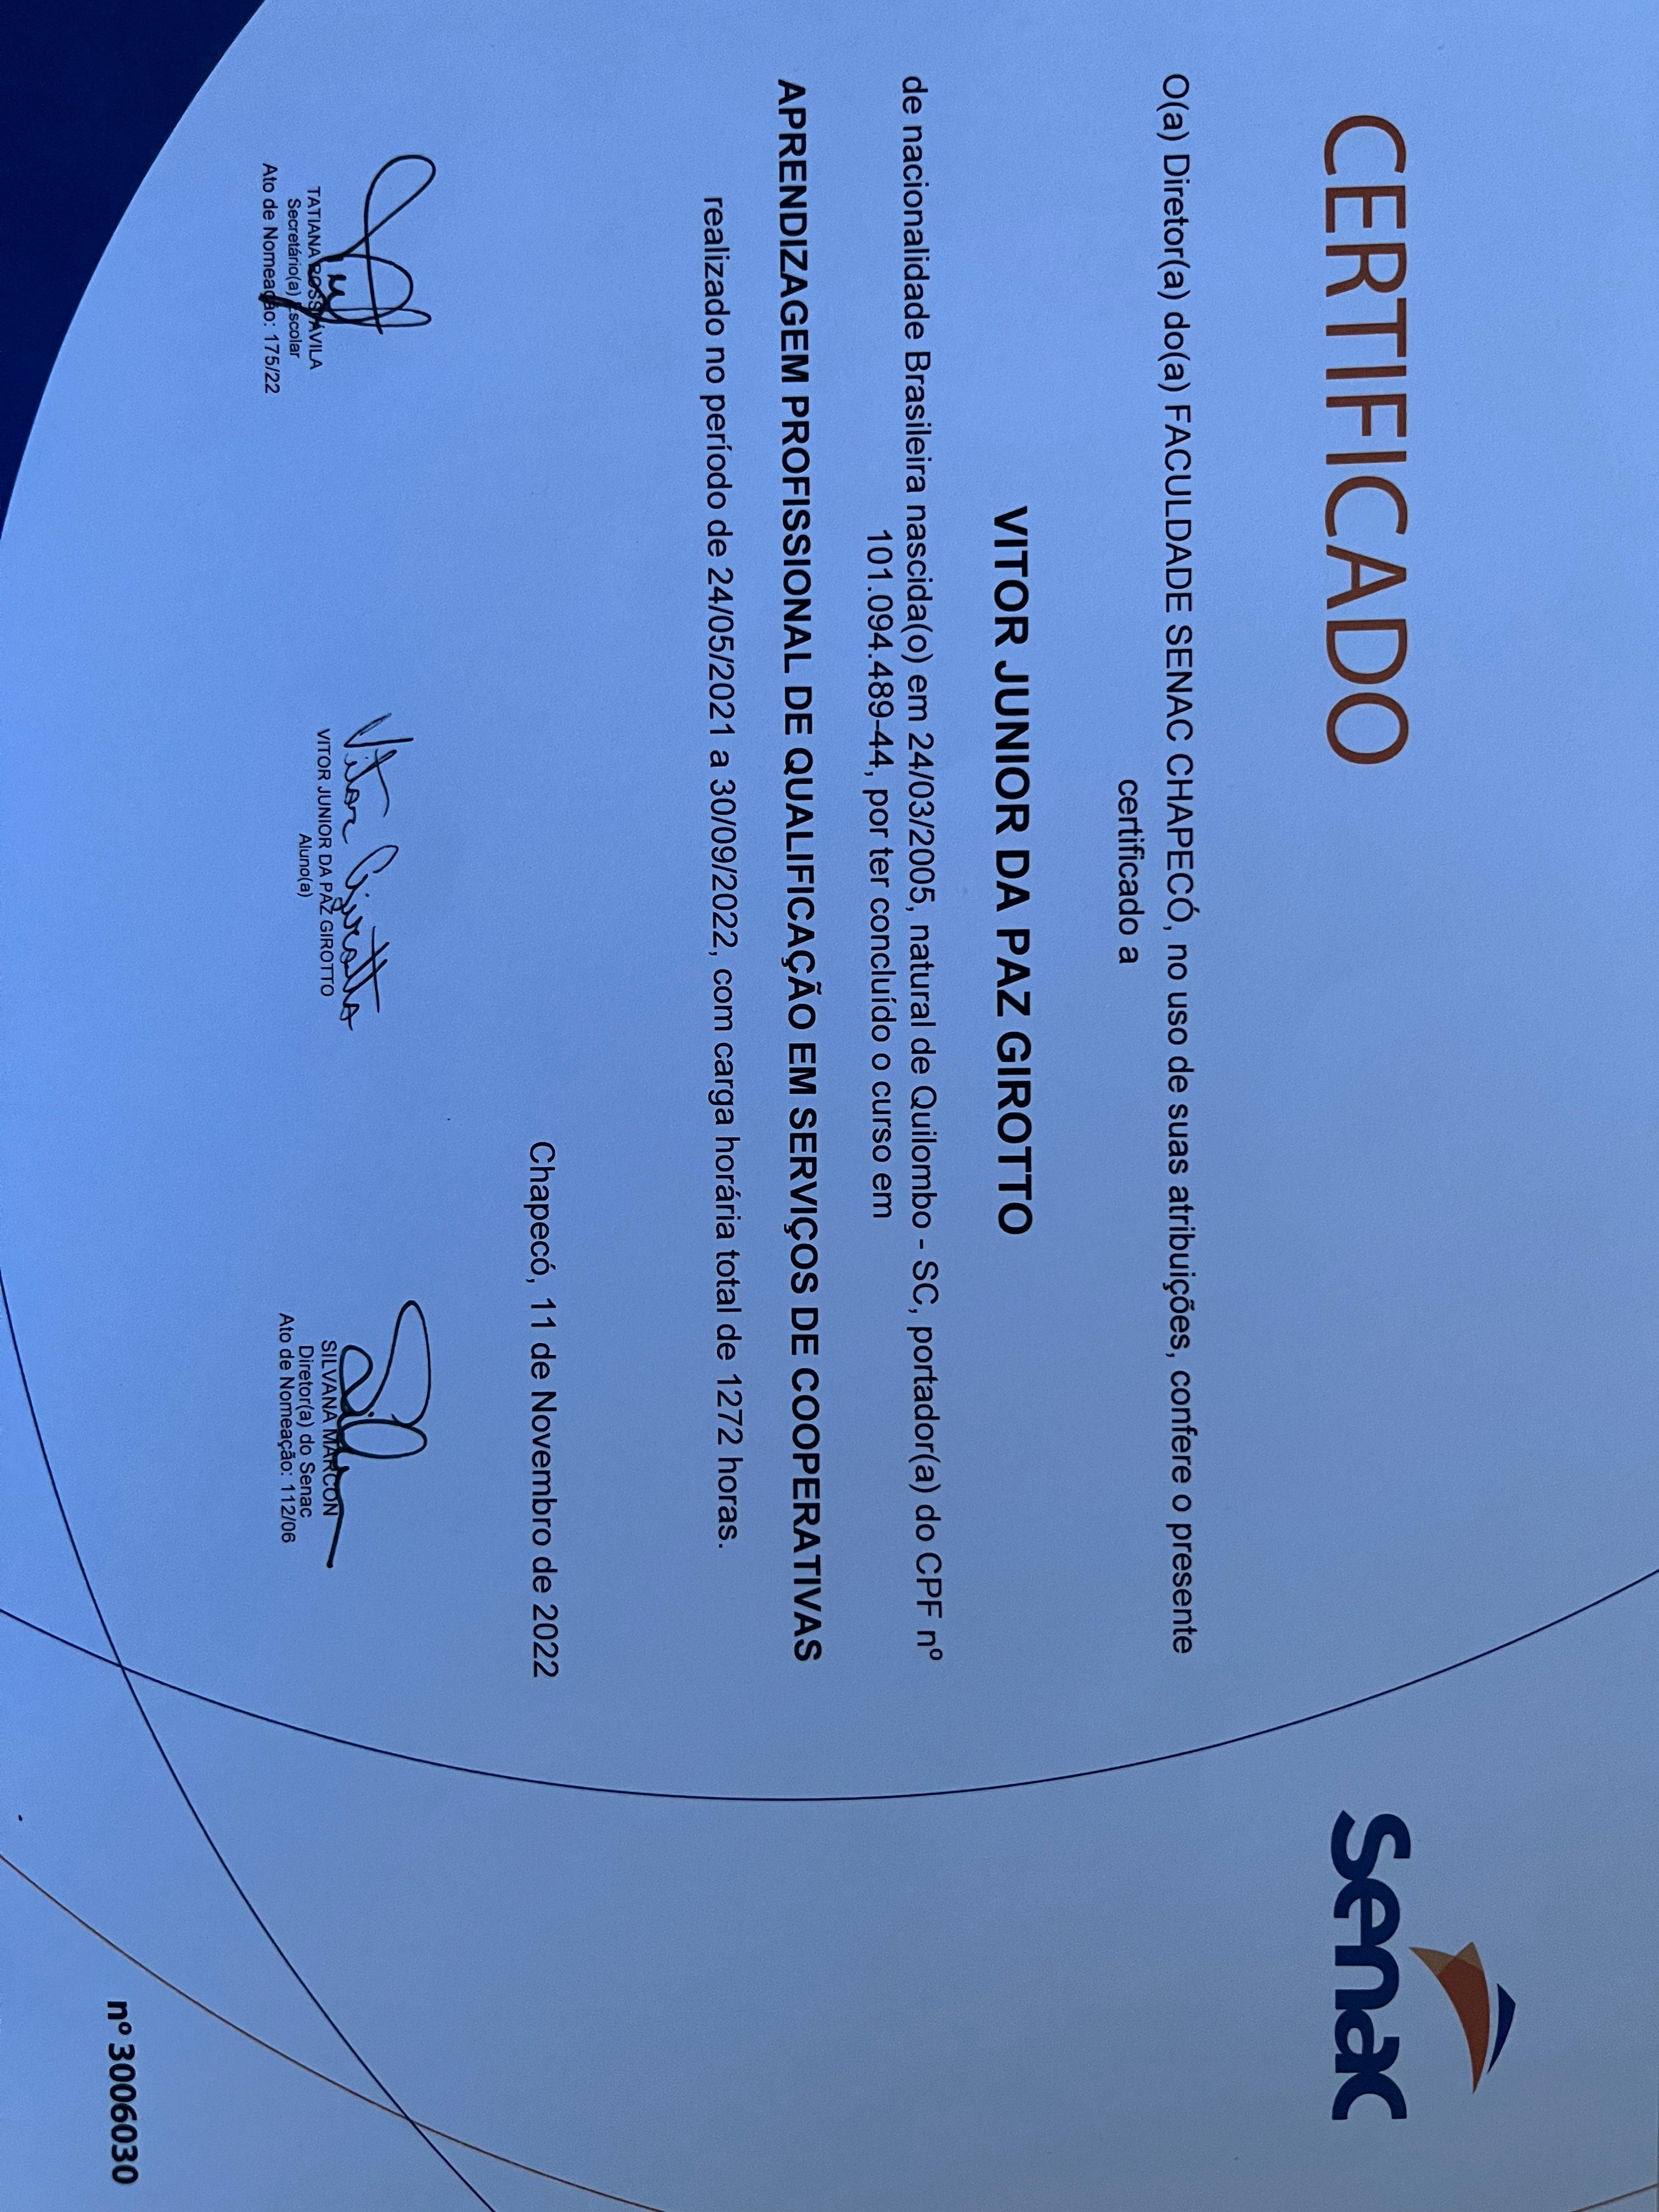 CERTIFICADO
senac
O(a) Diretor(a) do(a) FACULDADE SENAC CHAPECÓ, no uso de suas atribuições, confere o presente
certificado a
VITOR JUNIOR DA PAZ GIROTTO
de nacionalidade Brasileira nascida(o) em 24/03/2005, natural de Quilombo - SC, portador(a) do CPF nº
101.094.489-44, por ter concluído o curso em
APRENDIZAGEM PROFISSIONAL DE QUALIFICAÇÃO EM SERVIÇOS DE COOPERATIVAS
realizado no período de 24/05/2021 a 30/09/2022, com carga horária total de 1272 horas.
Chapecó, 11 de Novembro de 2022
Vitor Girotto
TATIANA ROSSI ÁVILA
Secretário(a) Escolar
Ato de Nomeação: 175/22
VITOR JUNIOR DA PAZ GIROTTO
Aluno(a)
SILVANA MARCON
Diretor(a) do Senac
Ato de Nomeação: 112/06
nº 3006030